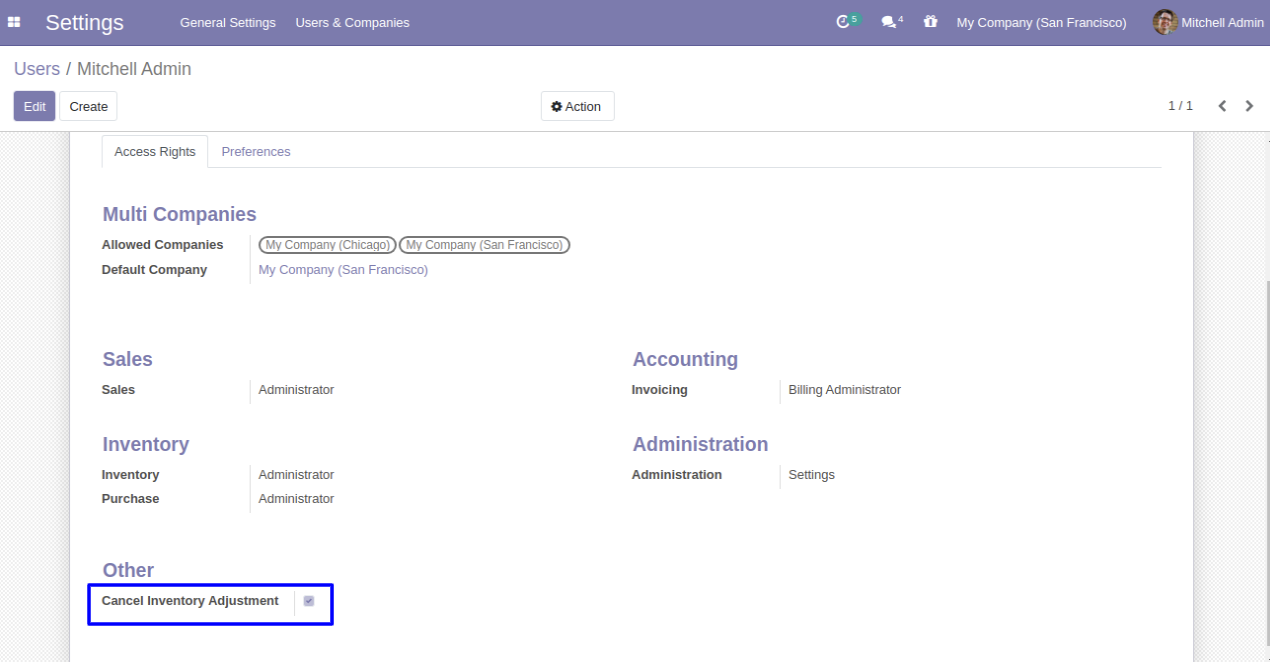 Settings General Settings Users & Companies 5 4 My Company (San Francisco) Mitchell Admin
Users / Mitchell Admin
Edit Create Action 1 / 1
Access Rights Preferences
Multi Companies
Allowed Companies My Company (Chicago) My Company (San Francisco)
Default Company My Company (San Francisco)
Sales Accounting
Sales Administrator Invoicing Billing Administrator
Inventory Administration
Inventory Administrator Administration Settings
Purchase Administrator
Other
Cancel Inventory Adjustment